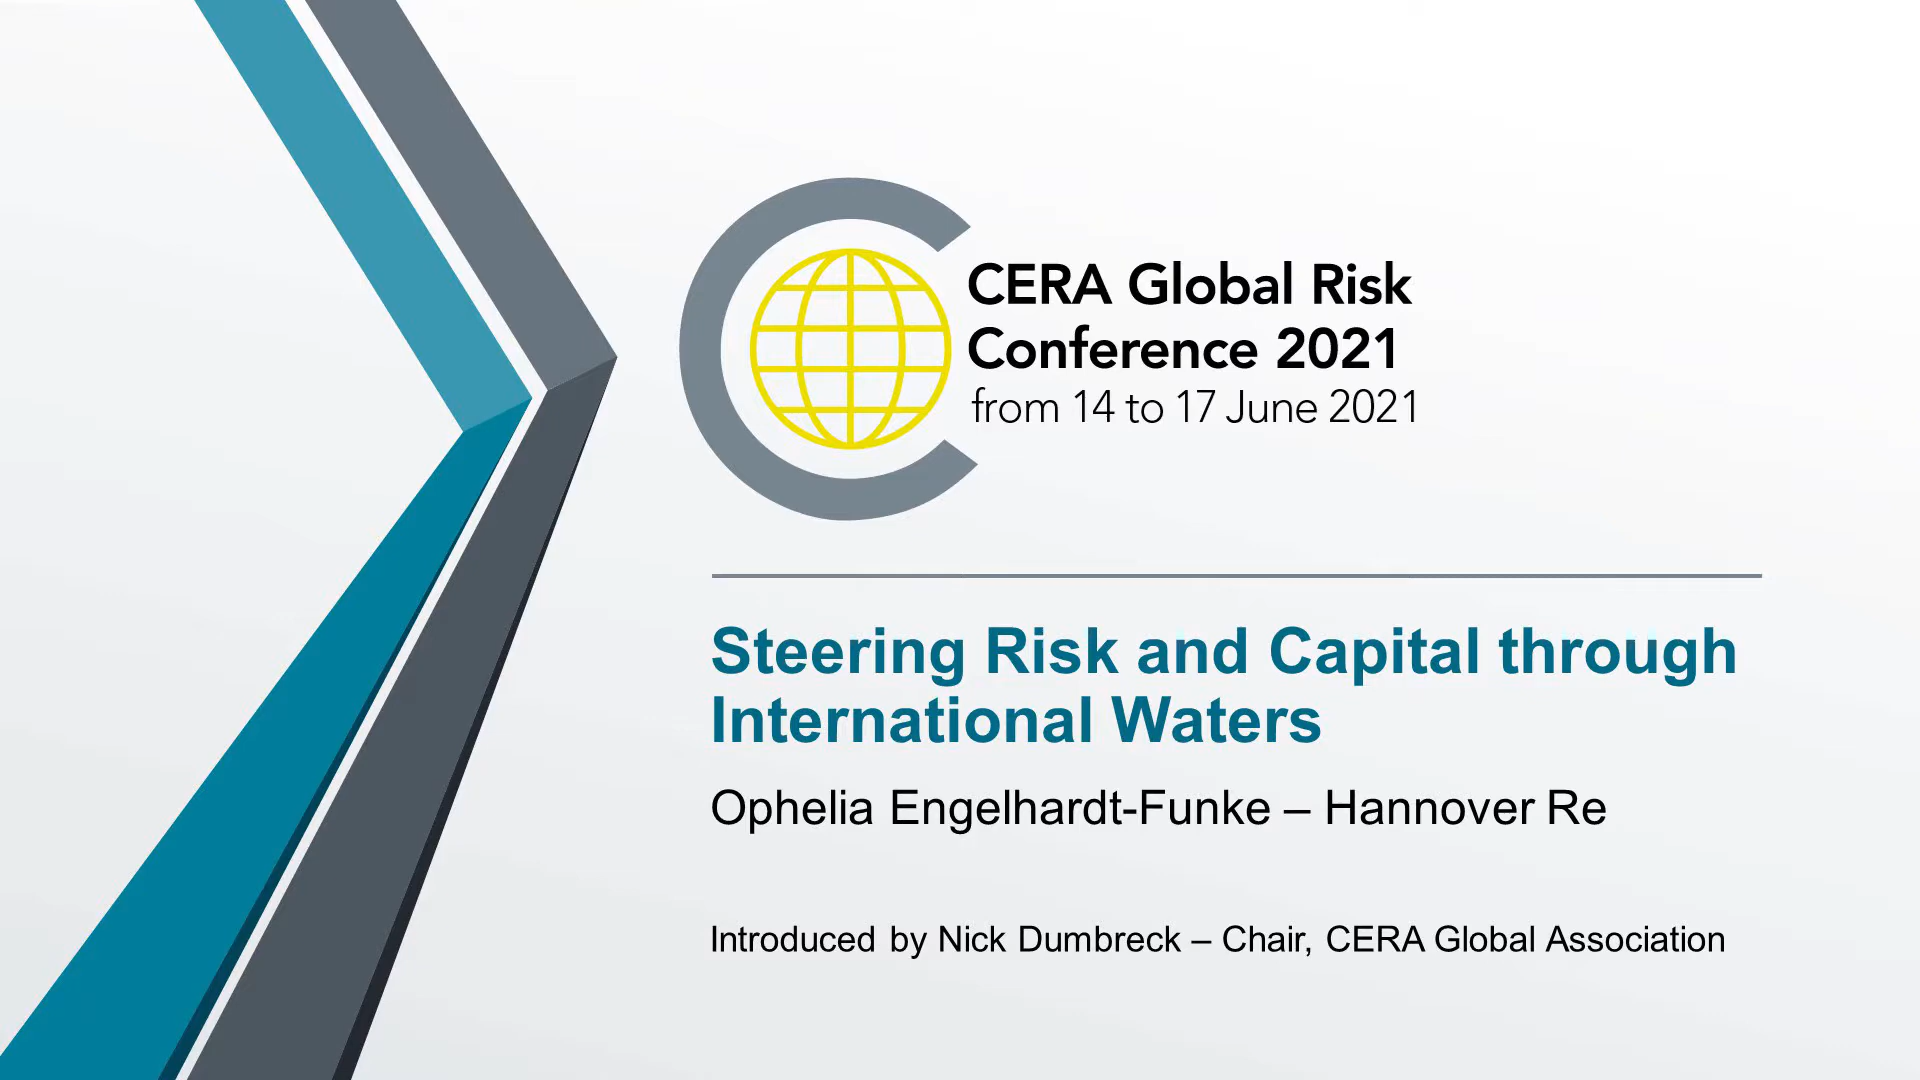 CERA Global Risk
Conference 2021
from 14 to 17 June 2021
Steering Risk and Capital through
International Waters
Ophelia Engelhardt-Funke – Hannover Re
Introduced by Nick Dumbreck – Chair, CERA Global Association